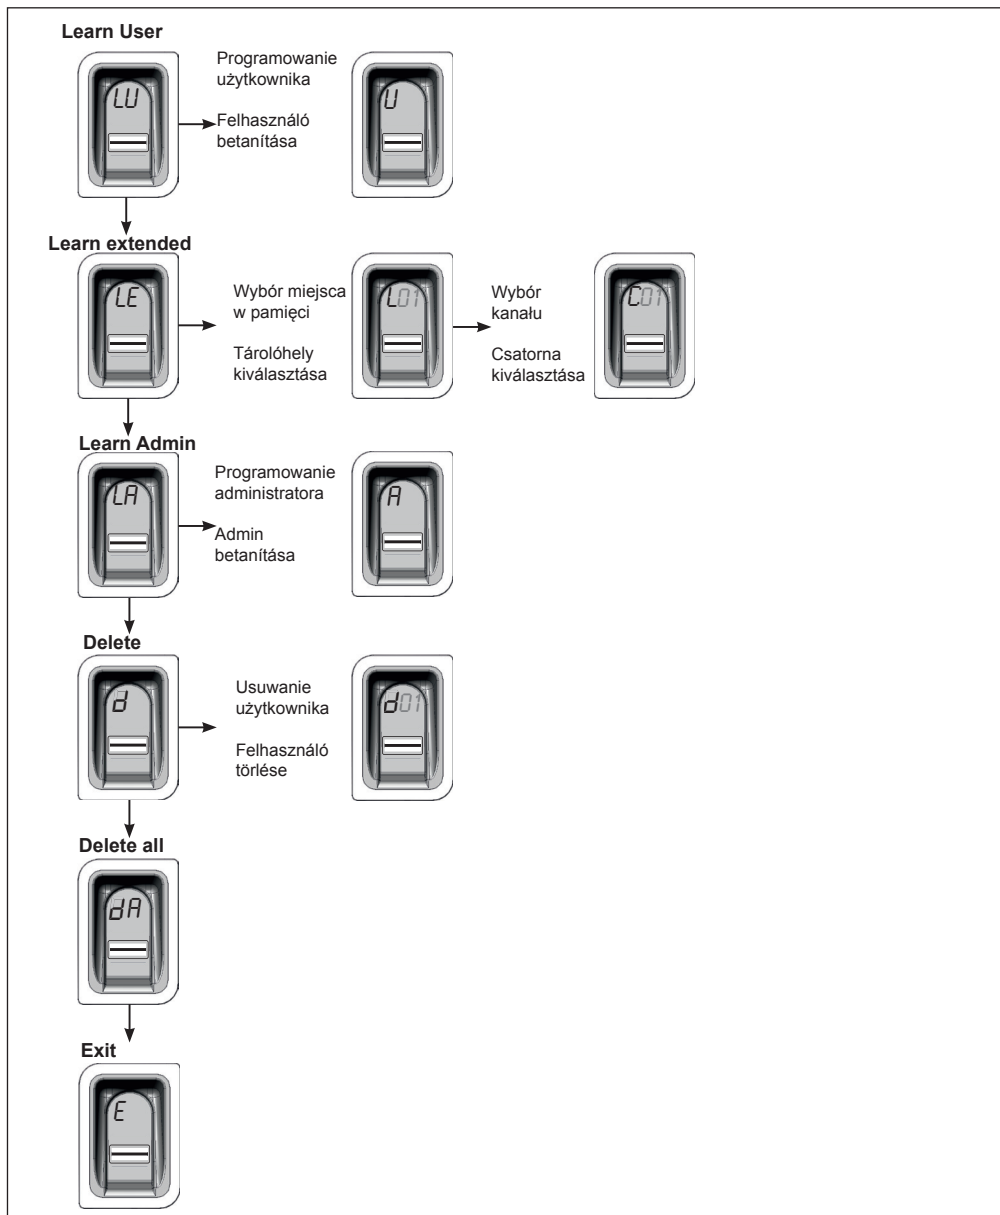 Learn User
LU
Programowanie
użytkownika
Felhasználó
betanítása
U
Learn extended
LE
Wybór miejsca
w pamięci
Tárolóhely
kiválasztása
L01
Wybór
kanału
Csatorna
kiválasztása
C01
Learn Admin
LA
Programowanie
administratora
Admin
betanítása
A
Delete
d
Usuwanie
użytkownika
Felhasználó
törlése
d01
Delete all
dA
Exit
E